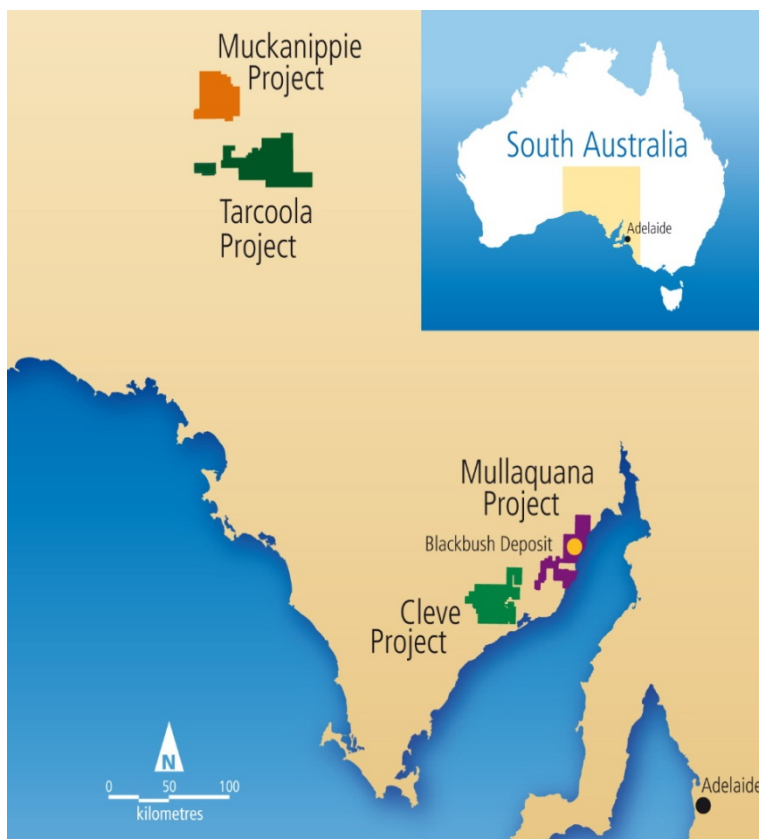 Muckanippie
Project
Tarcoola
Project
South Australia
Adelaide
Mullaquana
Project
Blackbush Deposit
Cleve
Project
N
0 50 100
kilometres
Adelaide